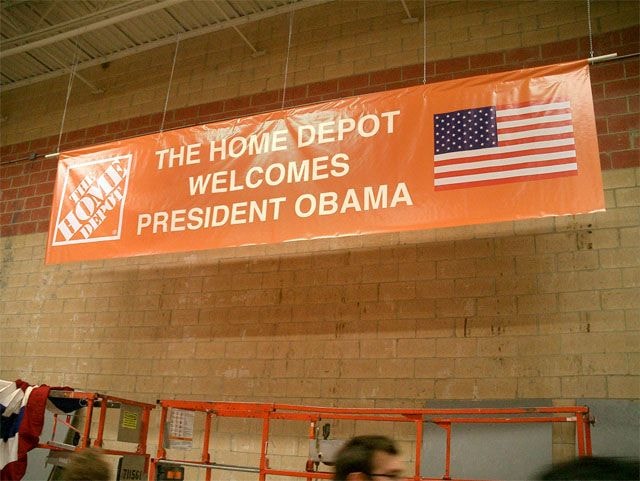 THE
HOME
DEPOT
THE HOME DEPOT
WELCOMES
PRESIDENT OBAMA